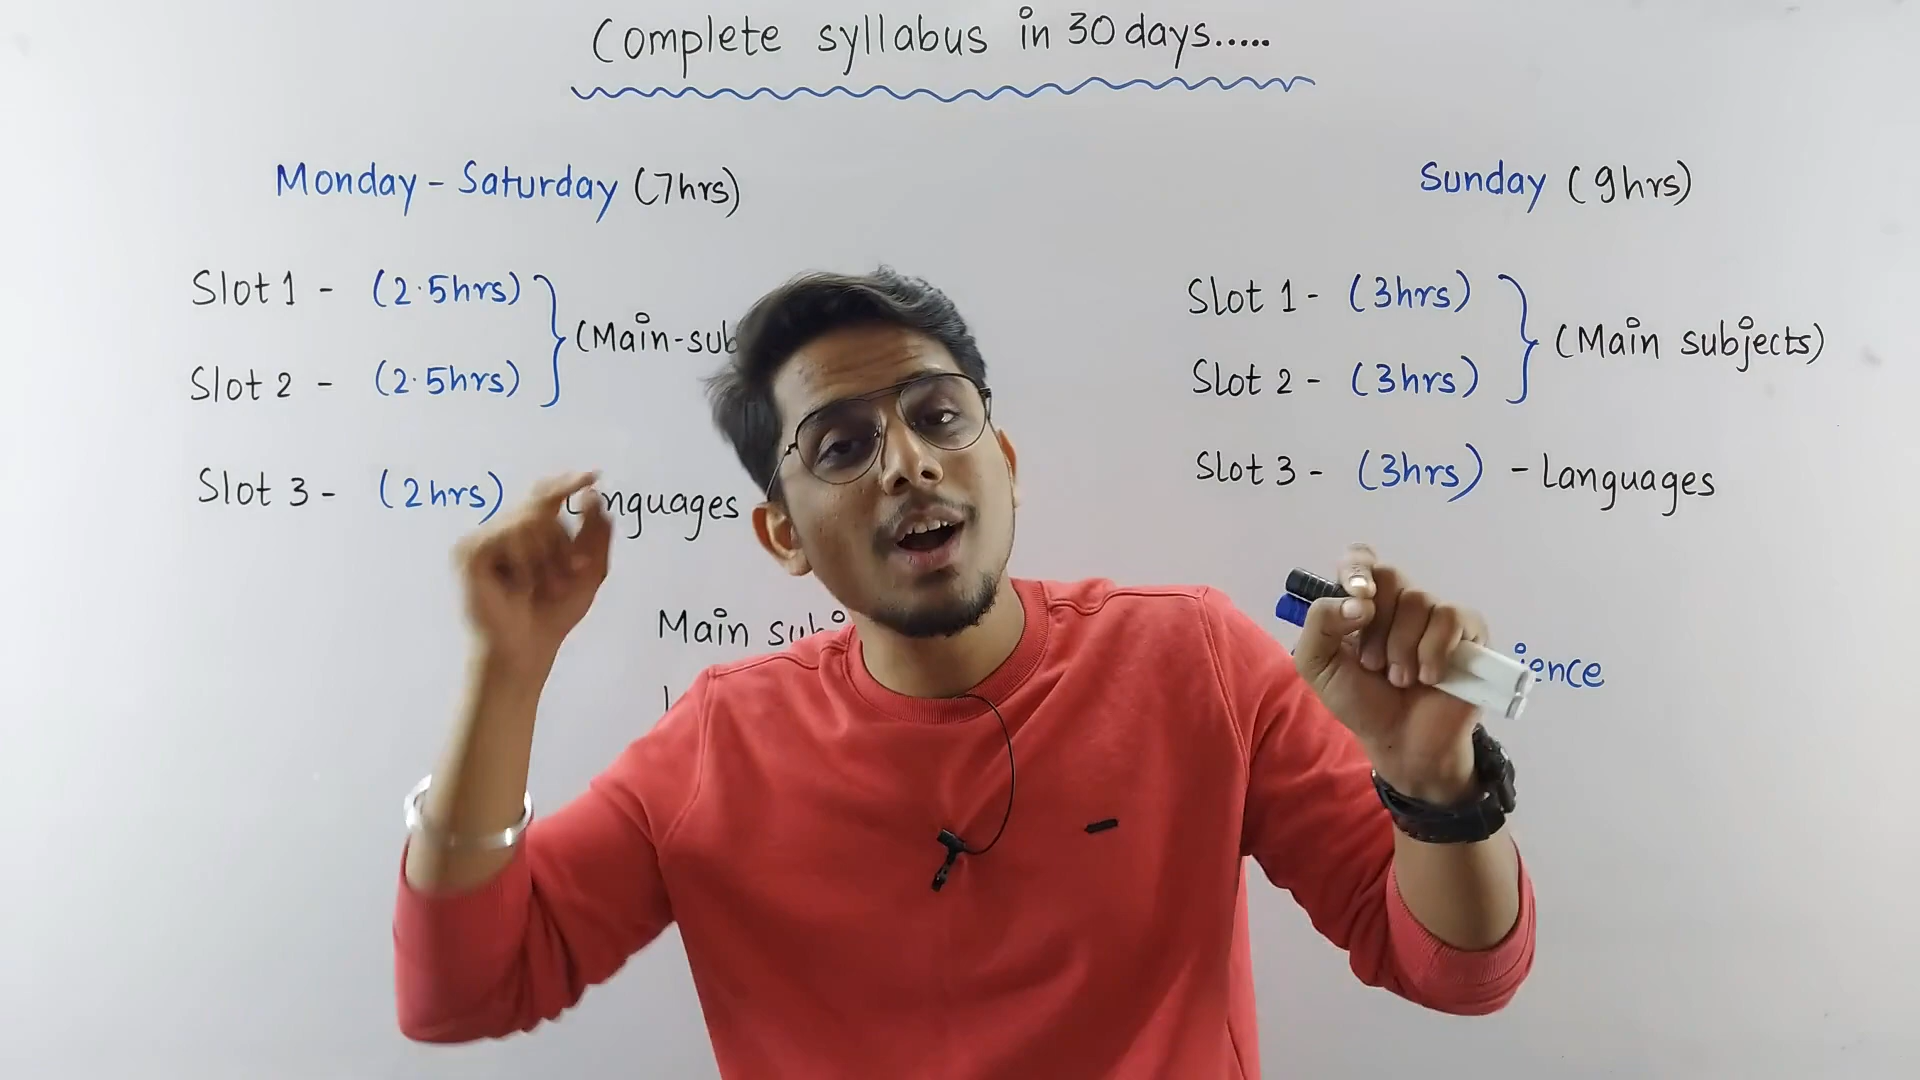 Complete syllabus in 30 days.....
Monday - Saturday (7hrs)
Slot 1 - (2.5hrs)
Slot 2 - (2.5hrs)
(Main-sub
Slot 3 - (2hrs)
nguages
Sunday (9hrs)
Slot 1 - (3hrs)
Slot 2 - (3hrs)
(Main subjects)
Slot 3 - (3hrs) - Languages
Main
ience